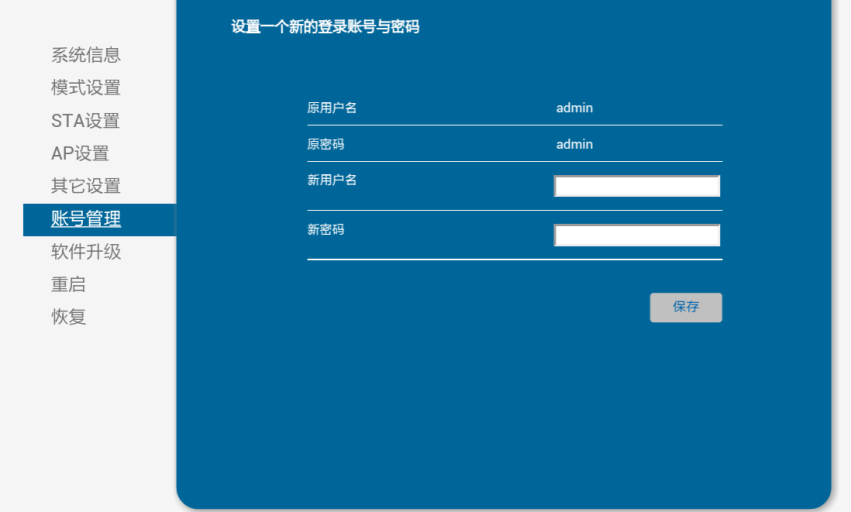 设置一个新的登录账号与密码
系统信息
模式设置
STA设置
AP设置
其它设置
账号管理
软件升级
重启
恢复
原用户名 admin
原密码 admin
新用户名
新密码
保存